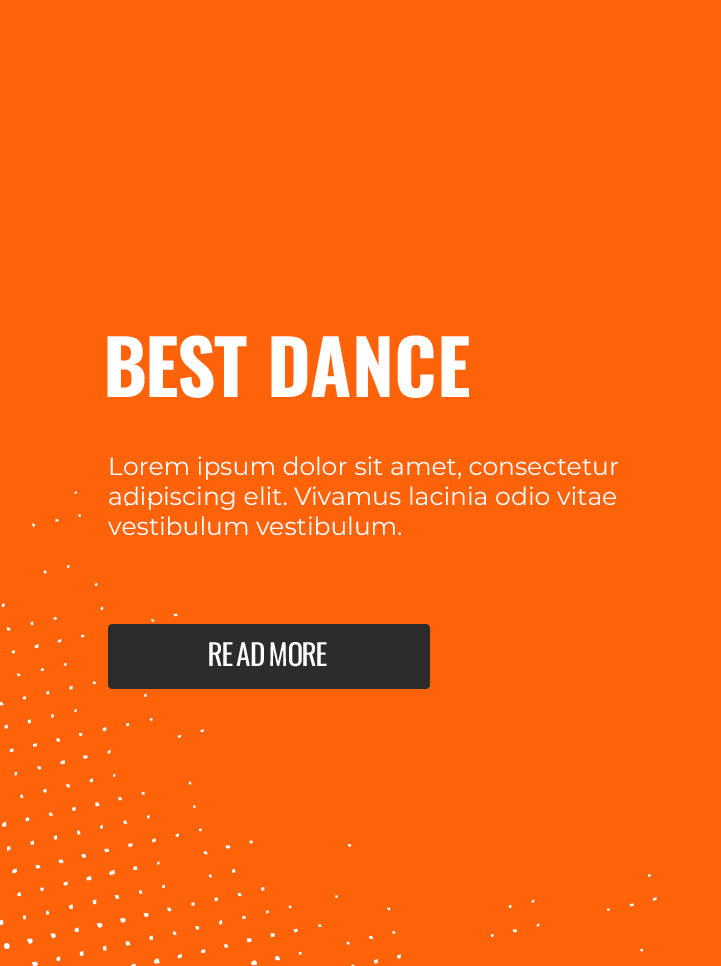 BEST DANCE
Lorem ipsum dolor sit amet, consectetur
adipiscing elit. Vivamus lacinia odio vitae
vestibulum vestibulum.
READ MORE